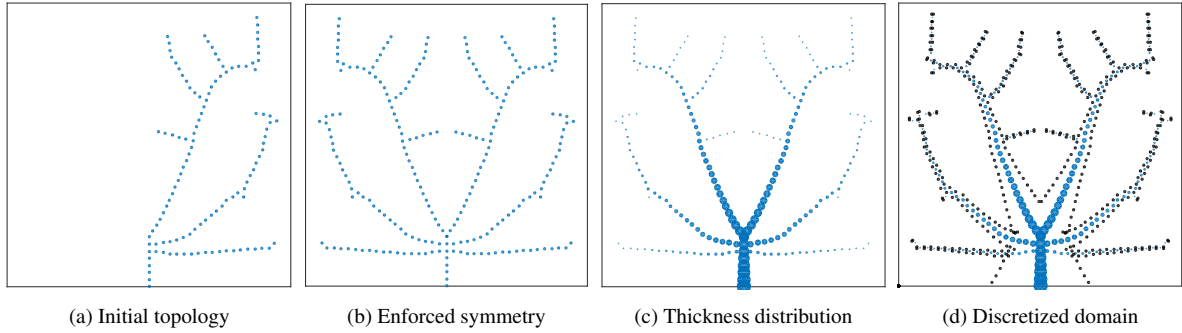 (a) Initial topology
(b) Enforced symmetry
(c) Thickness distribution
(d) Discretized domain